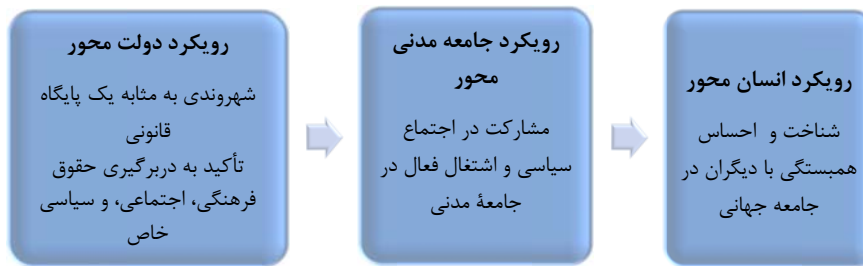 رویکرد دولت محور
شهروندی به مثابه یک پایگاه
قانونی
تأکید به دربرگیری حقوق
فرهنگی، اجتماعی، و سیاسی
خاص
رویکرد جامعه مدنی
محور
مشارکت در اجتماع
سیاسی و اشتغال فعال در
جامعۀ مدنی
رویکرد انسان محور
شناخت و احساس
همبستگی با دیگران در
جامعه جهانی